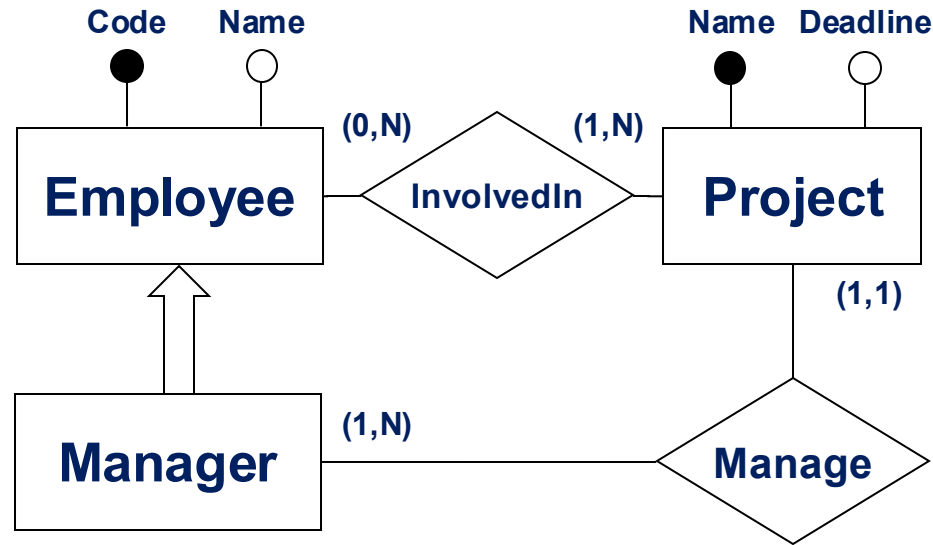 Code Name Name Deadline
(0,N) (1,N)
Employee InvolvedIn Project
(1,1)
(1,N)
Manager Manage